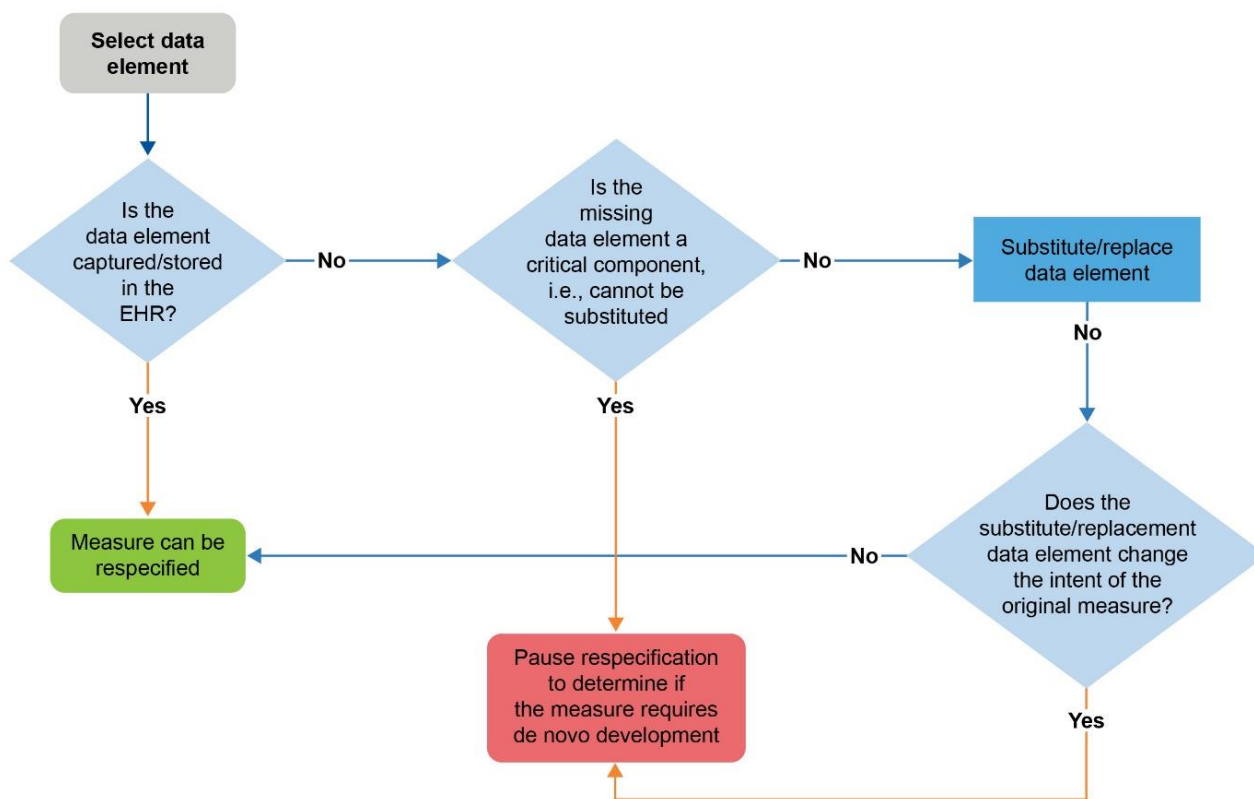 Select data
element
Is the
data element
captured/stored
in the
EHR?
No
Is the
missing
data element a
critical component,
i.e., cannot be
substituted
No
Substitute/replace
data element
No
Yes
Yes
Does the
substitute/replacement
data element change
the intent of the
original measure?
No
Measure can be
respecified
Pause respecification
to determine if
the measure requires
de novo development
Yes